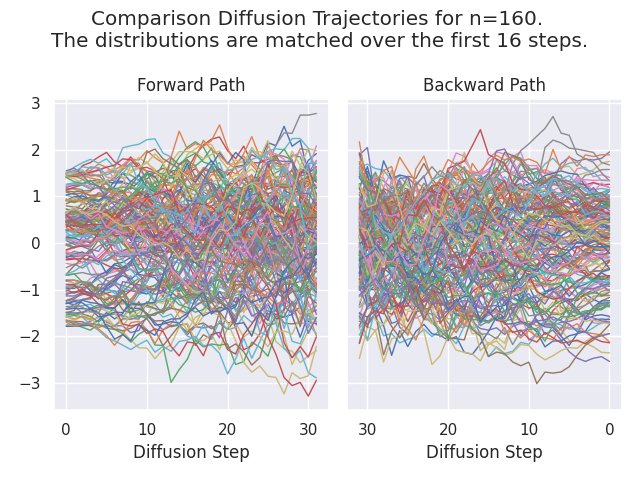 Comparison Diffusion Trajectories for n=160.
The distributions are matched over the first 16 steps.
Forward Path
Backward Path
3
2
1
0
−1
−2
−3
0 10 20 30
30 20 10 0
Diffusion Step
Diffusion Step